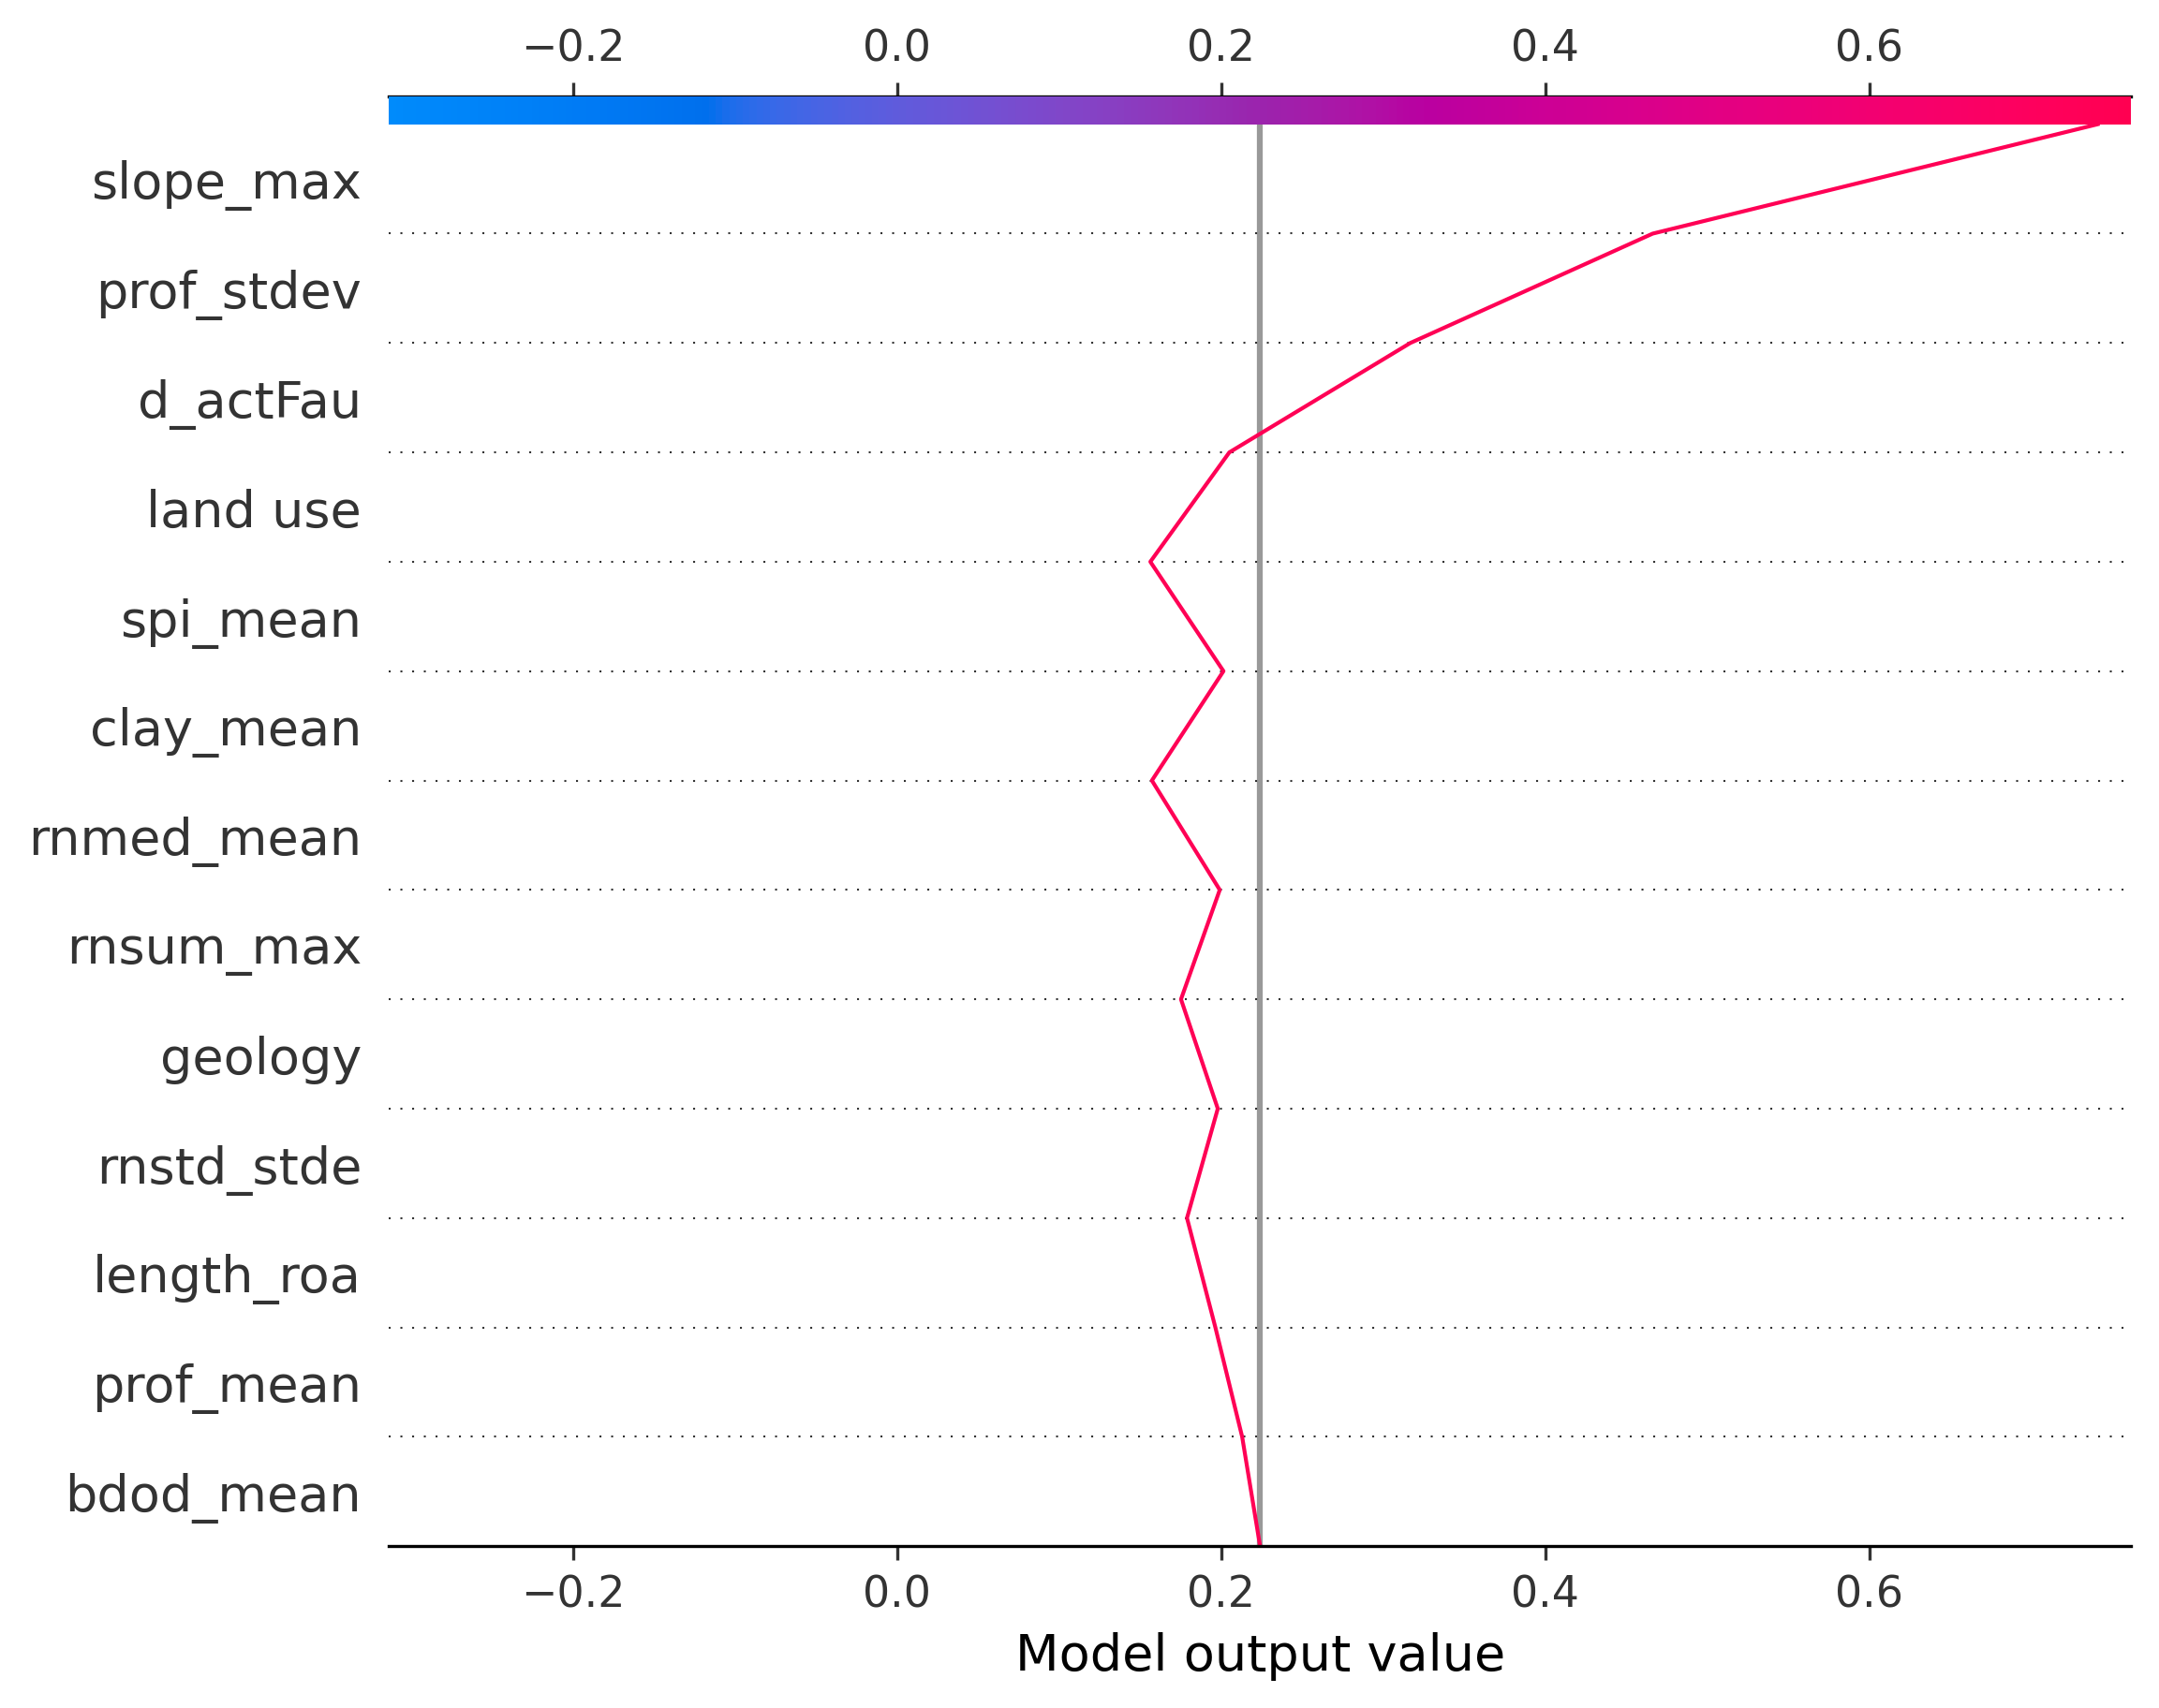 −0.2 0.0 0.2 0.4 0.6
slope_max
prof_stdev
d_actFau
land use
spi_mean
clay_mean
rnmed_mean
rnsum_max
geology
rnstd_stde
length_roa
prof_mean
bdod_mean
−0.2 0.0 0.2 0.4 0.6
Model output value